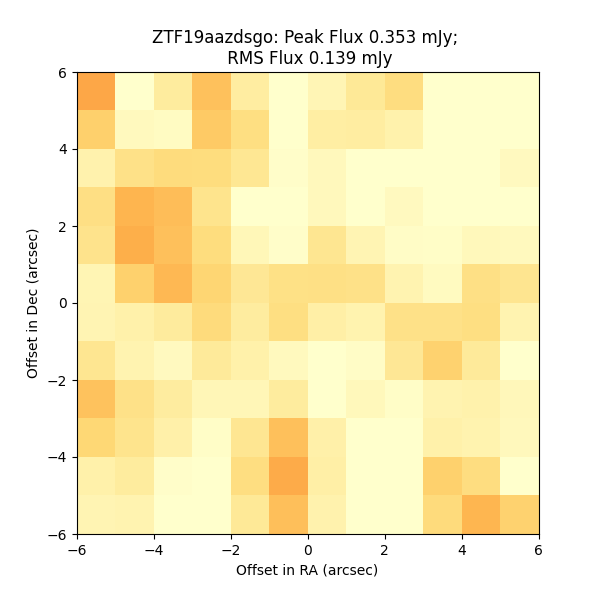 ZTF19aazdsgo: Peak Flux 0.353 mJy;
RMS Flux 0.139 mJy
6
4
2
0
−2
−4
−6
Offset in Dec (arcsec)
−6 −4 −2 0 2 4 6
Offset in RA (arcsec)